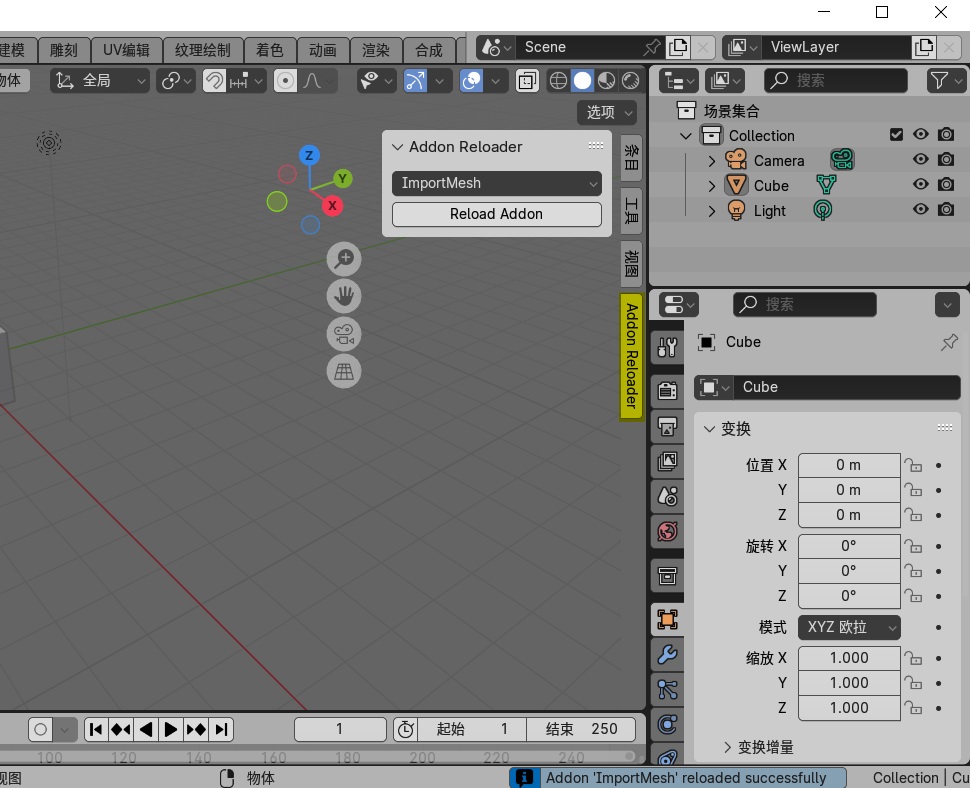 建模 雕刻 UV编辑 纹理绘制 着色 动画 渲染 合成 Scene ViewLayer
物体 全局 搜索
选项
场景集合
Addon Reloader
Collection
条目
Camera
ImportMesh
Cube
工具
Reload Addon
Light
视图
Z
Y
X
Addon Reloader
搜索
Cube
Cube
变换
位置 X 0 m
Y 0 m
Z 0 m
旋转 X 0°
Y 0°
Z 0°
模式 XYZ 欧拉
缩放 X 1.000
Y 1.000
Z 1.000
变换增量
1 起始 1 结束 250
100 120 140 160 180 200 220 240
视图 物体 Addon 'ImportMesh' reloaded successfully Collection | Cu